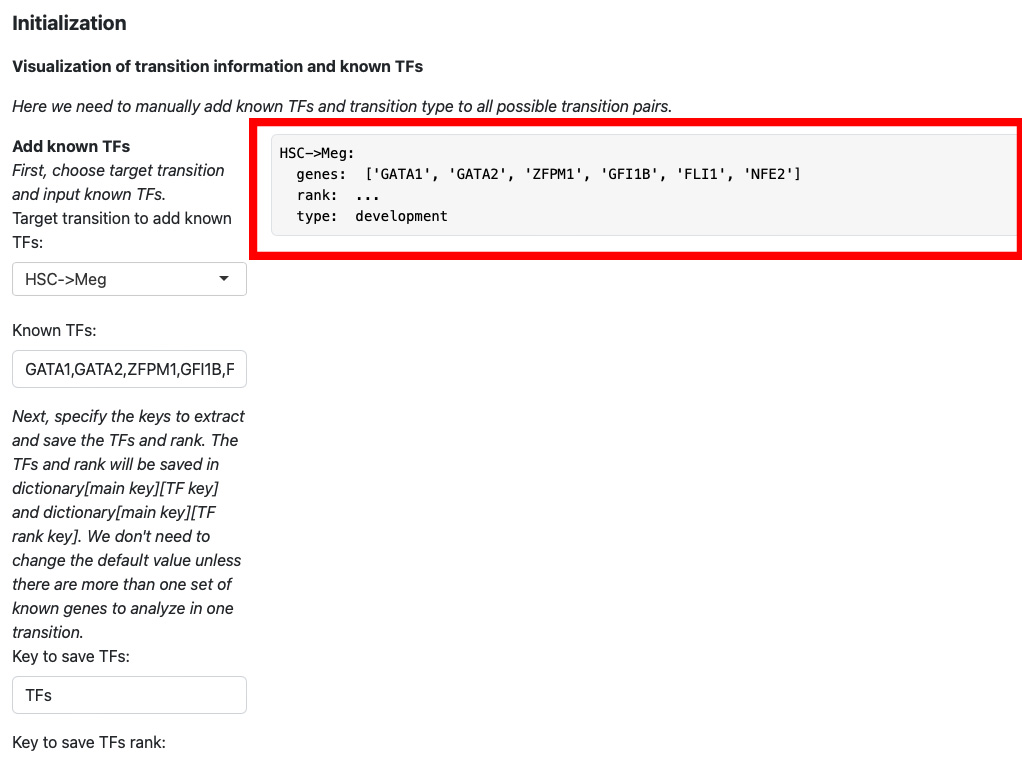 Initialization
Visualization of transition information and known TFs
Here we need to manually add known TFs and transition type to all possible transition pairs.
Add known TFs
First, choose target transition
and input known TFs.
Target transition to add known
TFs:
HSC->Meg
Known TFs:
GATA1,GATA2,ZFPM1,GFI1B,F
Next, specify the keys to extract
and save the TFs and rank. The
TFs and rank will be saved in
dictionary[main key][TF key]
and dictionary[main key][TF
rank key]. We don't need to
change the default value unless
there are more than one set of
known genes to analyze in one
transition.
Key to save TFs:
TFs
Key to save TFs rank:
HSC->Meg:
genes: ['GATA1', 'GATA2', 'ZFPM1', 'GFI1B', 'FLI1', 'NFE2']
rank: ...
type: development